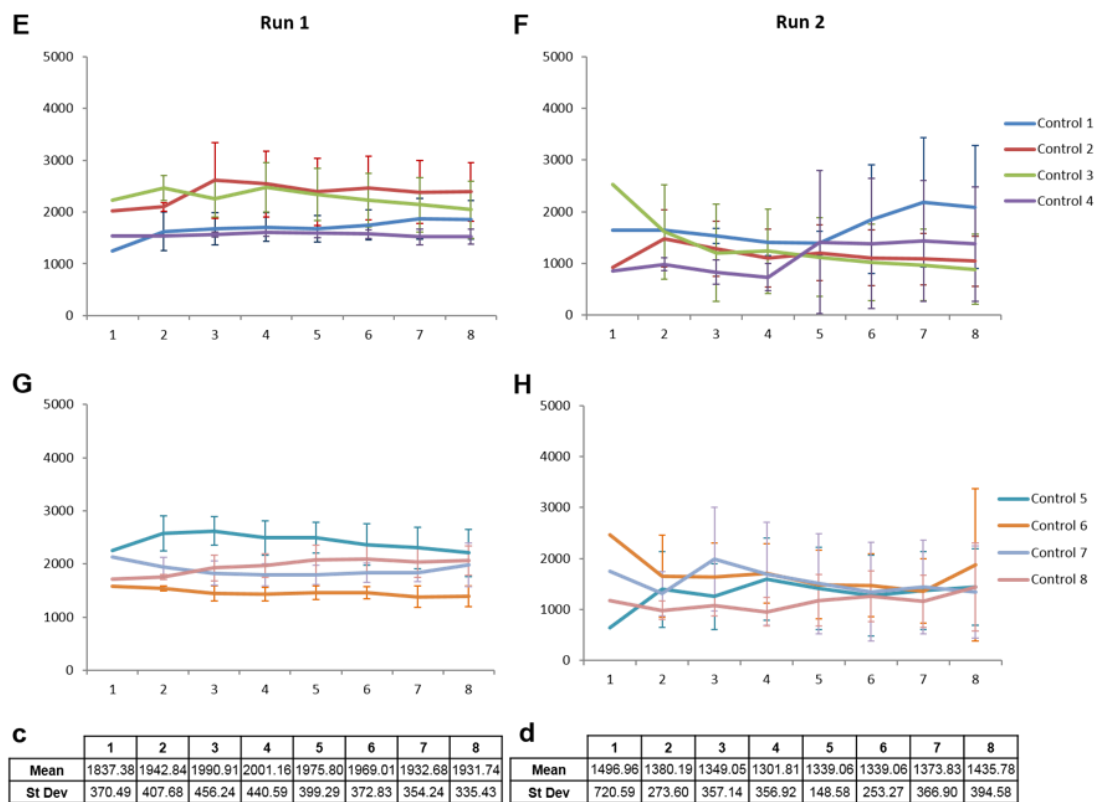 E Run 1 F Run 2
5000 5000
4000 4000
3000 3000
2000 2000
1000 1000
0 0
1 2 3 4 5 6 7 8 1 2 3 4 5 6 7 8
Control 1
Control 2
Control 3
Control 4
G H
5000 5000
4000 4000
3000 3000
2000 2000
1000 1000
0 0
1 2 3 4 5 6 7 8 1 2 3 4 5 6 7 8
Control 5
Control 6
Control 7
Control 8
c 1 2 3 4 5 6 7 8
Mean 1837.38 1942.84 1990.91 2001.16 1975.80 1969.01 1932.68 1931.74
St Dev 370.49 407.68 456.24 440.59 399.29 372.83 354.24 335.43
d 1 2 3 4 5 6 7 8
Mean 1496.96 1380.19 1349.05 1301.81 1339.06 1339.06 1373.83 1435.78
St Dev 720.59 273.60 357.14 356.92 148.58 253.27 366.90 394.58